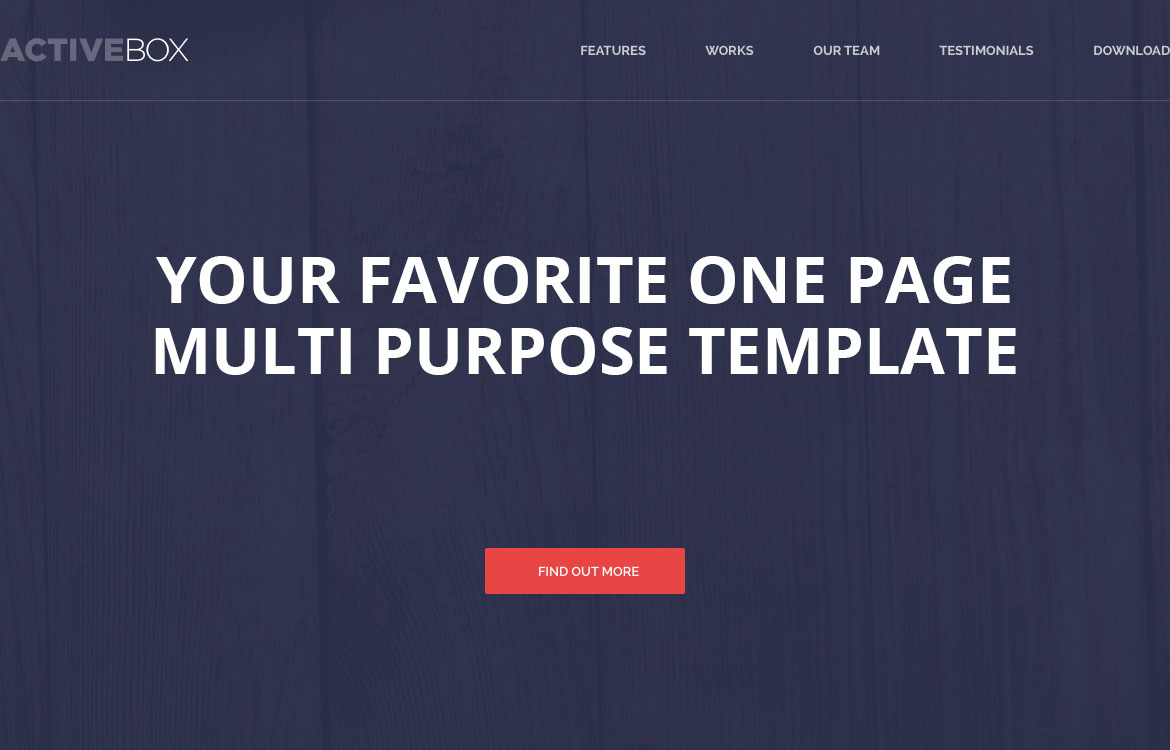 ACTIVEBOX
FEATURES WORKS OUR TEAM TESTIMONIALS DOWNLOAD
YOUR FAVORITE ONE PAGE
MULTI PURPOSE TEMPLATE
FIND OUT MORE